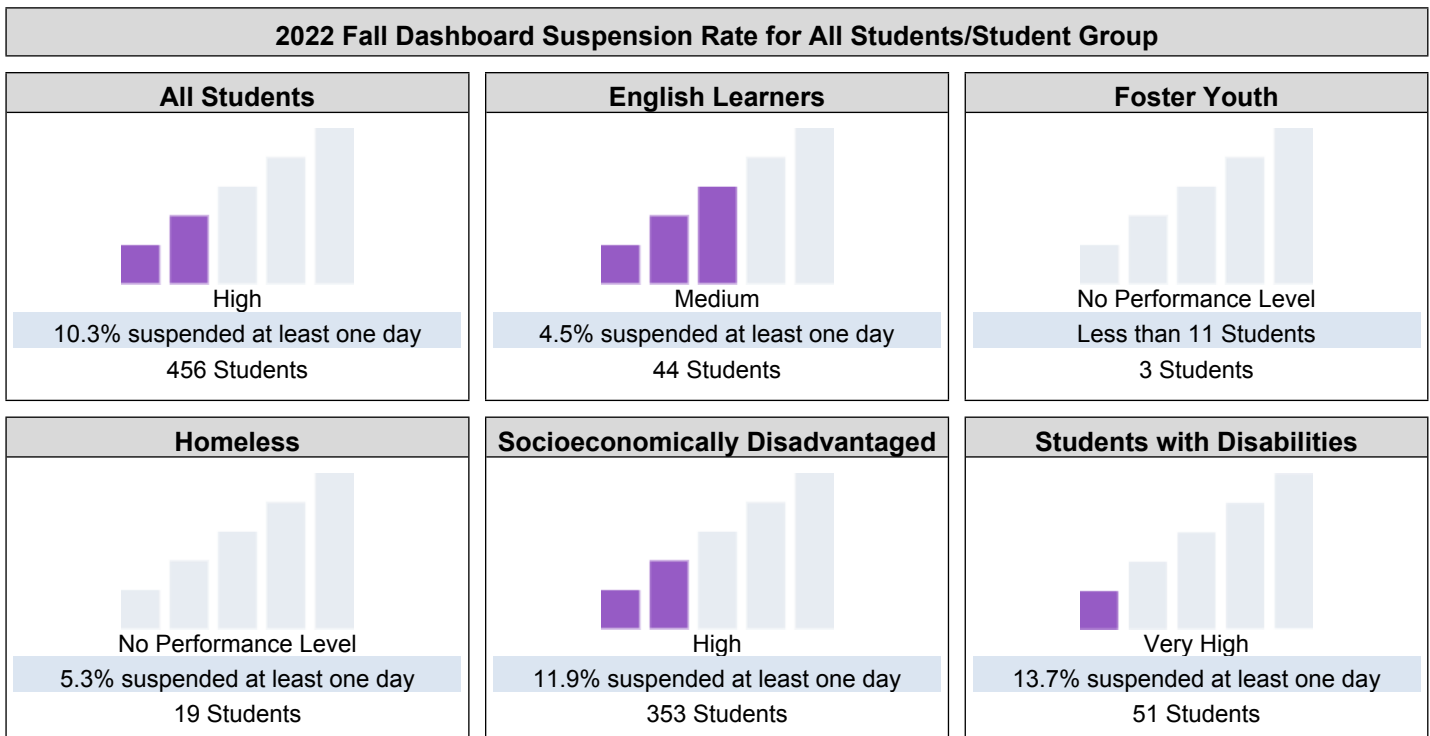 2022 Fall Dashboard Suspension Rate for All Students/Student Group
All Students
High
10.3% suspended at least one day
456 Students
English Learners
Medium
4.5% suspended at least one day
44 Students
Foster Youth
No Performance Level
Less than 11 Students
3 Students
Homeless
No Performance Level
5.3% suspended at least one day
19 Students
Socioeconomically Disadvantaged
High
11.9% suspended at least one day
353 Students
Students with Disabilities
Very High
13.7% suspended at least one day
51 Students